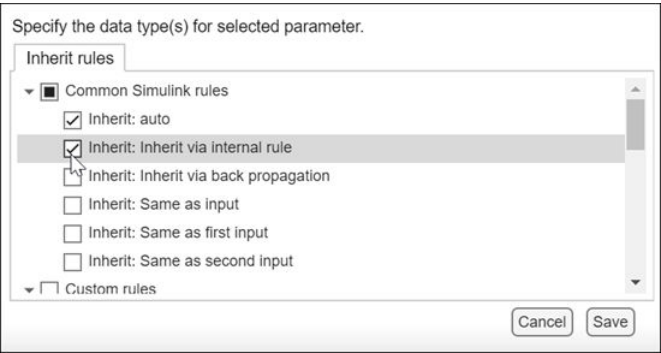 Specify the data type(s) for selected parameter.
Inherit rules
Common Simulink rules
Inherit: auto
Inherit: Inherit via internal rule
Inherit: Inherit via back propagation
Inherit: Same as input
Inherit: Same as first input
Inherit: Same as second input
Custom rules
Cancel Save